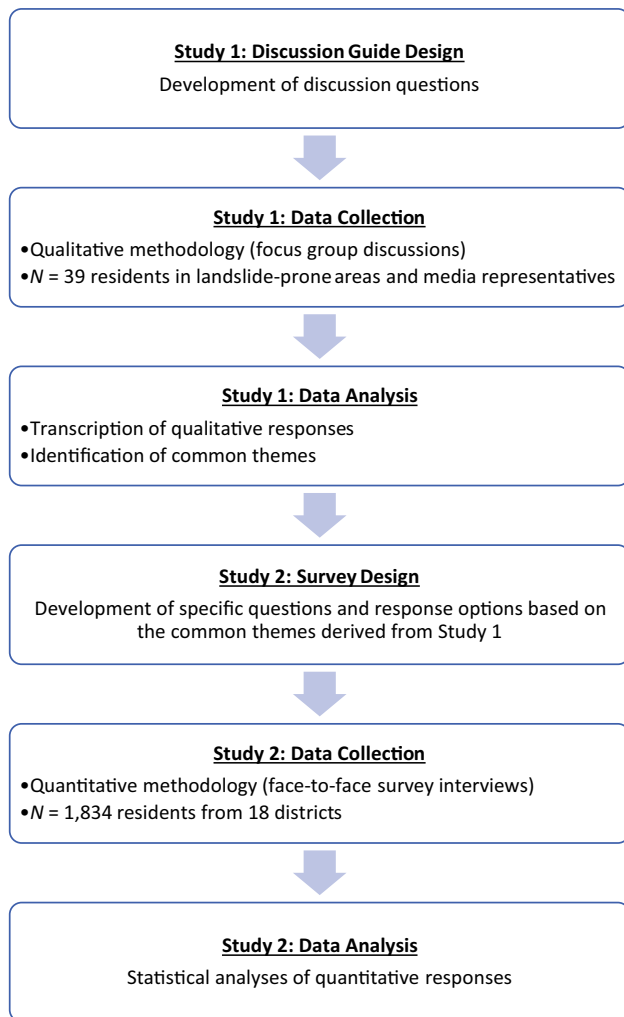 Study 1: Discussion Guide Design
Development of discussion questions
Study 1: Data Collection
•Qualitative methodology (focus group discussions)
•N = 39 residents in landslide-prone areas and media representatives
Study 1: Data Analysis
•Transcription of qualitative responses
•Identification of common themes
Study 2: Survey Design
Development of specific questions and response options based on
the common themes derived from Study 1
Study 2: Data Collection
•Quantitative methodology (face-to-face survey interviews)
•N = 1,834 residents from 18 districts
Study 2: Data Analysis
Statistical analyses of quantitative responses